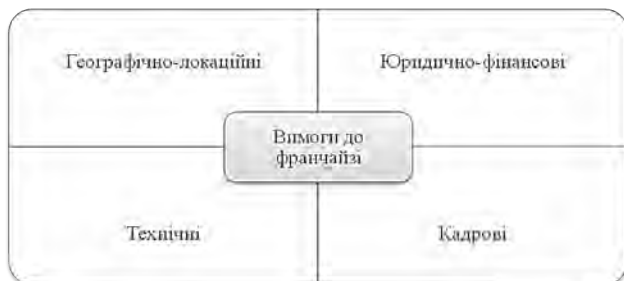 Географічно-локаційні
Юридично-фінансові
Вимоги до
франчайзі
Технічні
Кадрові